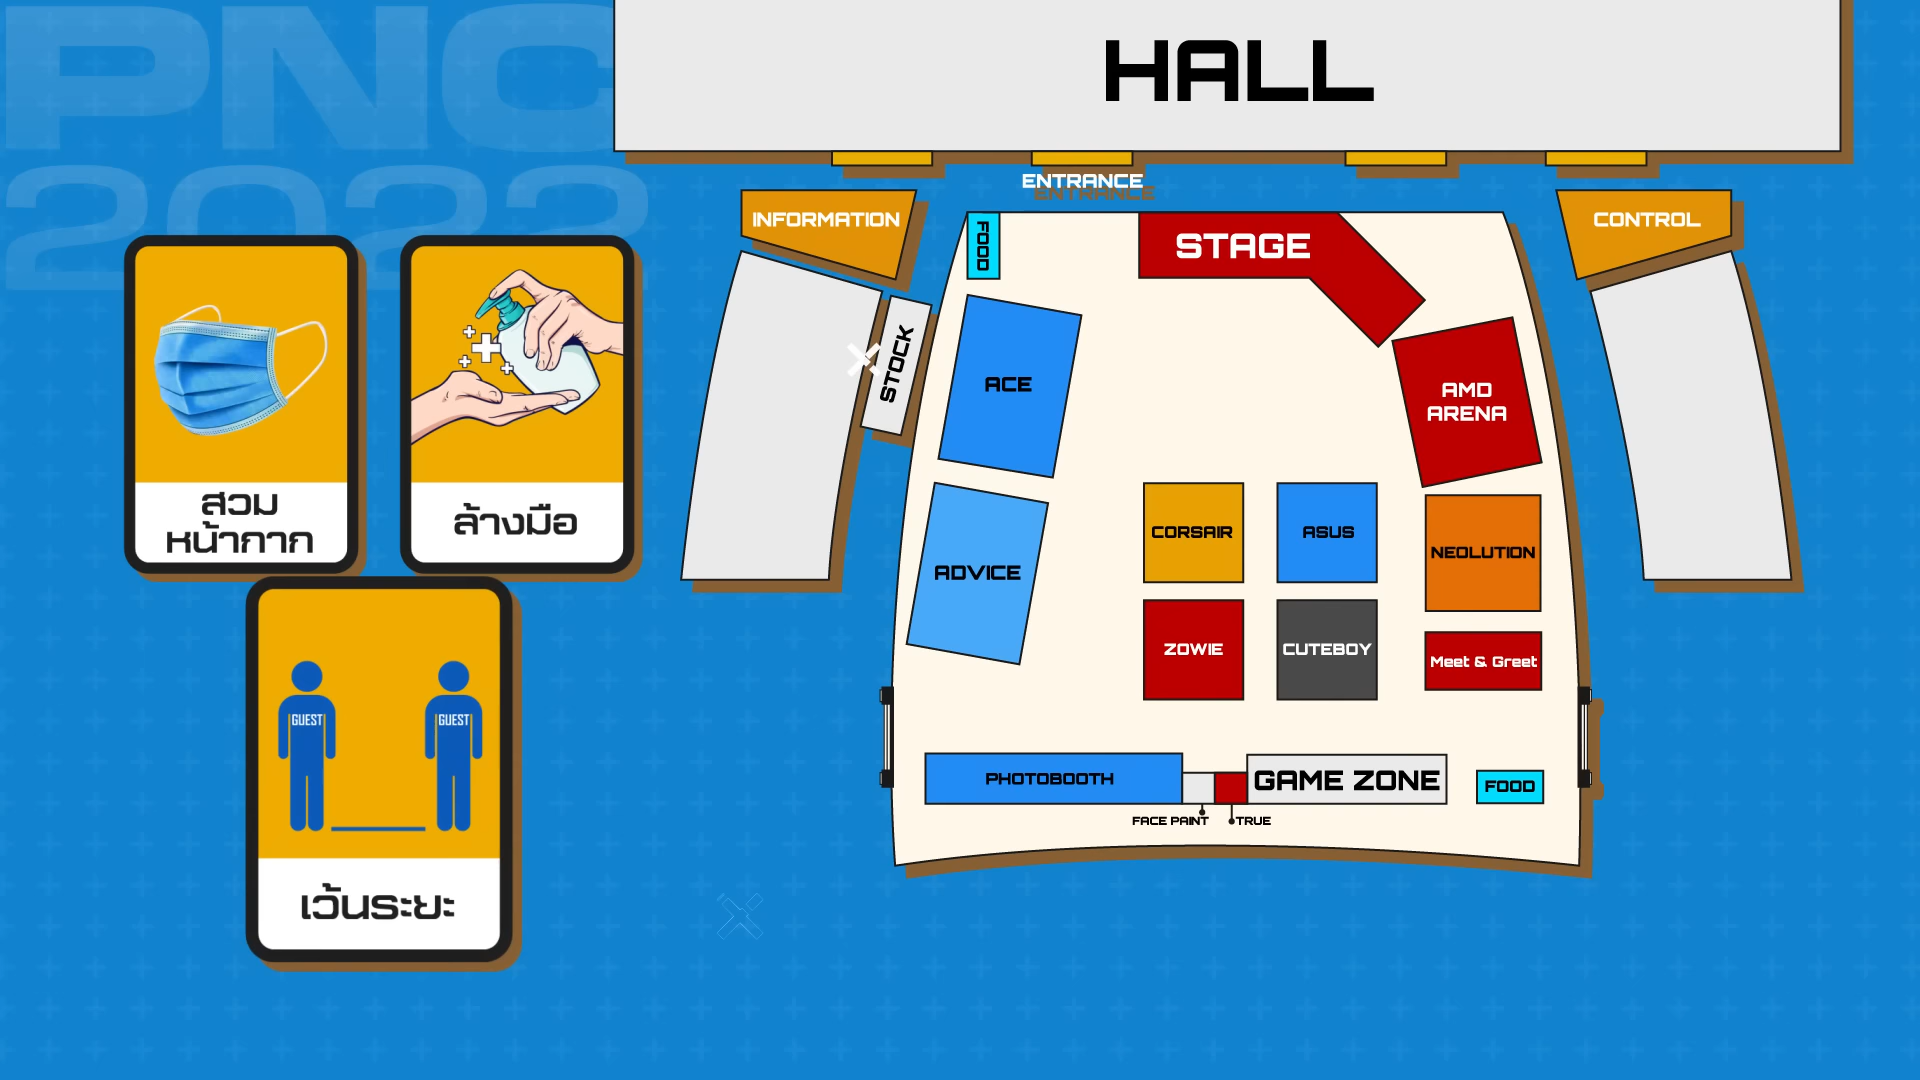 PNC
2022
HALL
ENTRANCE
INFORMATION
CONTROL
FOOD
STAGE
STOCK
ACE
AMD
ARENA
ADVICE
CORSAIR
ASUS
NEOLUTION
ZOWIE
CUTEBOY
Meet & Greet
PHOTOBOOTH
GAME ZONE
FOOD
FACE PAINT
TRUE
สวม
หน้ากาก
ล้างมือ
GUEST
GUEST
เว้นระยะ